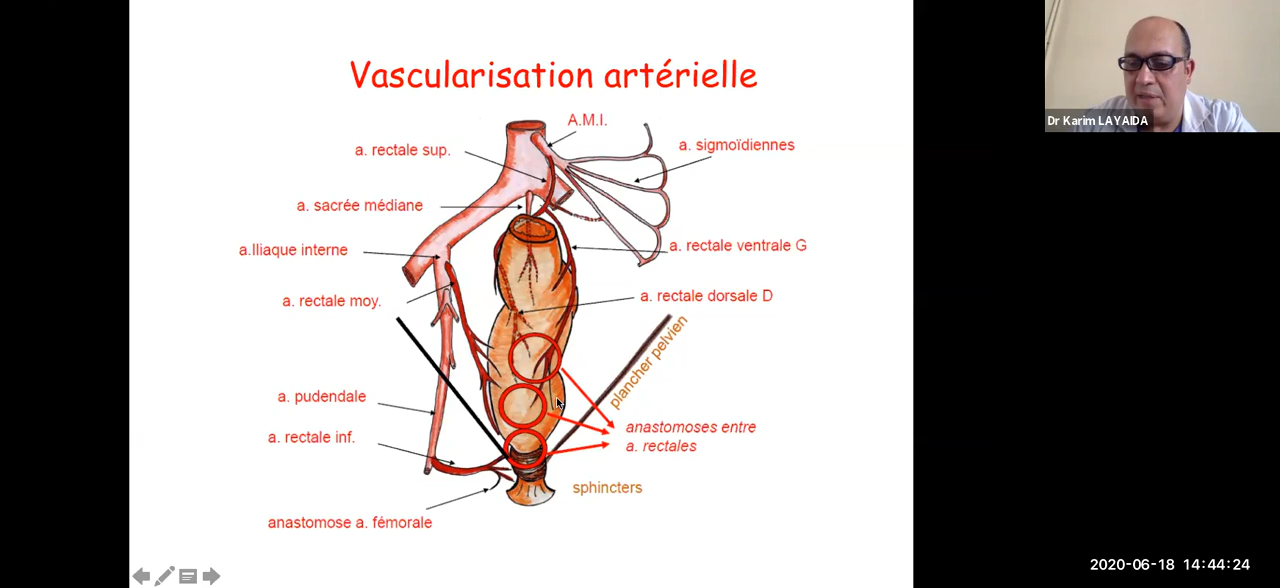 Vascularisation artérielle
A.M.I.
a. rectale sup.
a. sigmoïdiennes
a. sacrée médiane
a.Iliaque interne
a. rectale ventrale G
a. rectale moy.
a. rectale dorsale D
plancher pelvien
a. pudendale
a. rectale inf.
anastomoses entre
a. rectales
sphincters
anastomose a. fémorale
Dr Karim LAYAIDA
2020-06-18 14:44:24